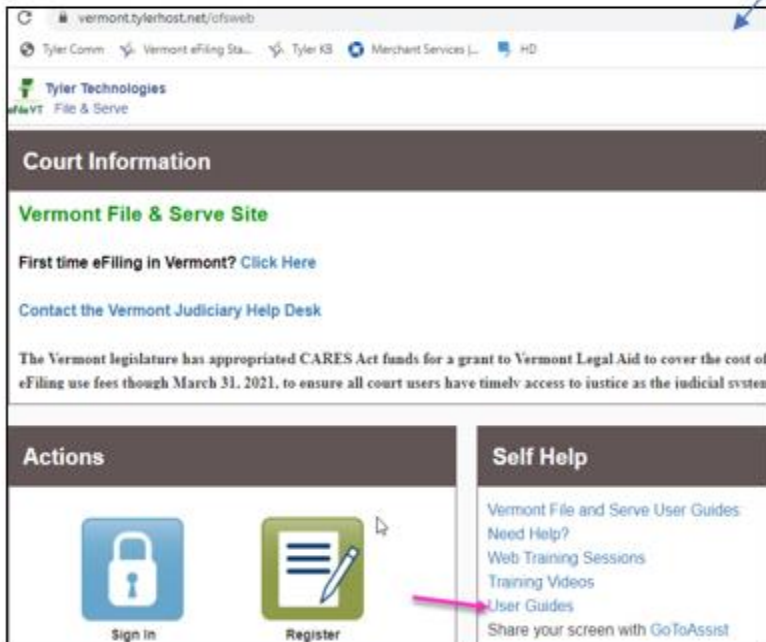 vermont.tylerhost.net/ofsweb
Tyler Comm Vermont eFiling Sta... Tyler KB Merchant Services |... HD
Tyler Technologies
eFileVT File & Serve
Court Information
Vermont File & Serve Site
First time eFiling in Vermont? Click Here
Contact the Vermont Judiciary Help Desk
The Vermont legislature has appropriated CARES Act funds for a grant to Vermont Legal Aid to cover the cost of
eFiling use fees though March 31, 2021, to ensure all court users have timely access to justice as the judicial system
Actions
Sign In
Register
Self Help
Vermont File and Serve User Guides
Need Help?
Web Training Sessions
Training Videos
User Guides
Share your screen with GoToAssist